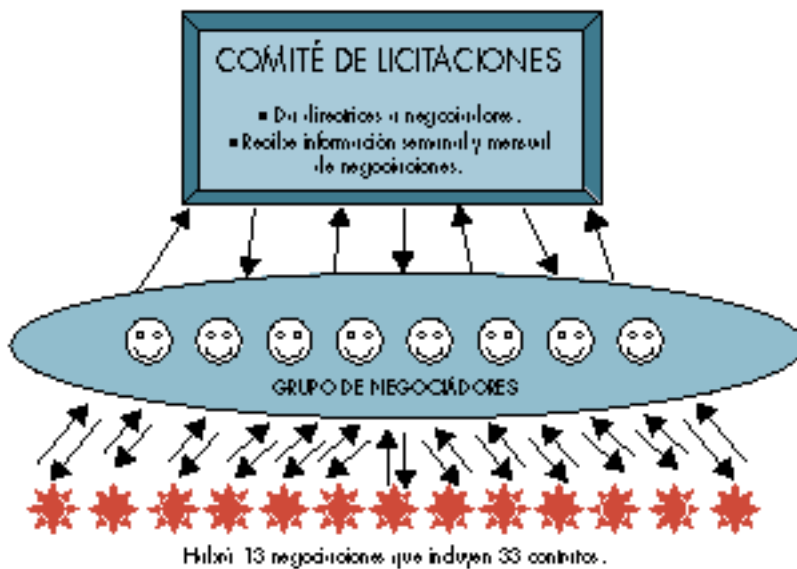 COMITÉ DE LICITACIONES
▪ Da directrices a negociadores.
▪ Recibe información semanal y mensual
de negociaciones.
GRUPO DE NEGOCIÁDORES
Habrá 13 negociaciones que incluyen 33 contratos.